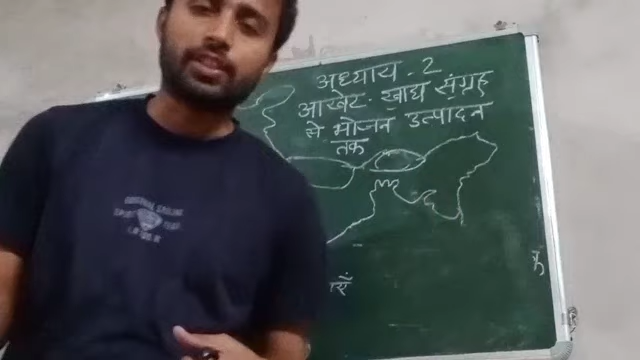 अध्याय - 2
आखेट - खाद्य संग्रह
से भोजन उत्पादन
तक